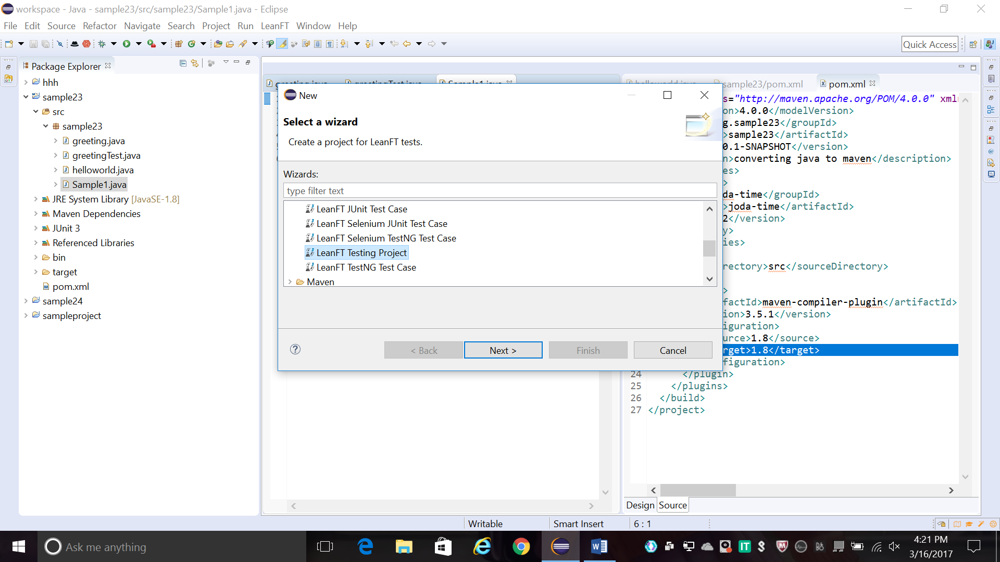 workspace - Java - sample23/src/sample23/Sample1.java - Eclipse
File Edit Source Refactor Navigate Search Project Run LeanFT Window Help
Quick Access
Package Explorer
hhh
sample23
src
sample23
greeting.java
greetingTest.java
helloworld.java
Sample1.java
JRE System Library [JavaSE-1.8]
Maven Dependencies
JUnit 3
Referenced Libraries
bin
target
pom.xml
sample24
sampleproject
greeting.java greetingTest.java Sample1.java
New
Select a wizard
Create a project for LeanFT tests.
Wizards:
type filter text
LeanFT JUnit Test Case
LeanFT Selenium JUnit Test Case
LeanFT Selenium TestNG Test Case
LeanFT Testing Project
LeanFT TestNG Test Case
Maven
< Back Next > Finish Cancel
helloworld.java sample23/pom.xml pom.xml
s="http://maven.apache.org/POM/4.0.0" xml
on>4.0.0</modelVersion>
g.sample23</groupId>
>sample23</artifactId>
0.1-SNAPSHOT</version>
n>converting java to maven</description>
es>
>
da-time</groupId>
>joda-time</artifactId>
2</version>
y>
ies>
rectory>src</sourceDirectory>
>
factId>maven-compiler-plugin</artifactId>
ion>3.5.1</version>
iguration>
urce>1.8</source>
rget>1.8</target>
figuration>
24 </plugin>
25 </plugins>
26 </build>
27 </project>
Design Source
Writable Smart Insert 6 : 1
Ask me anything
4:21 PM
3/16/2017